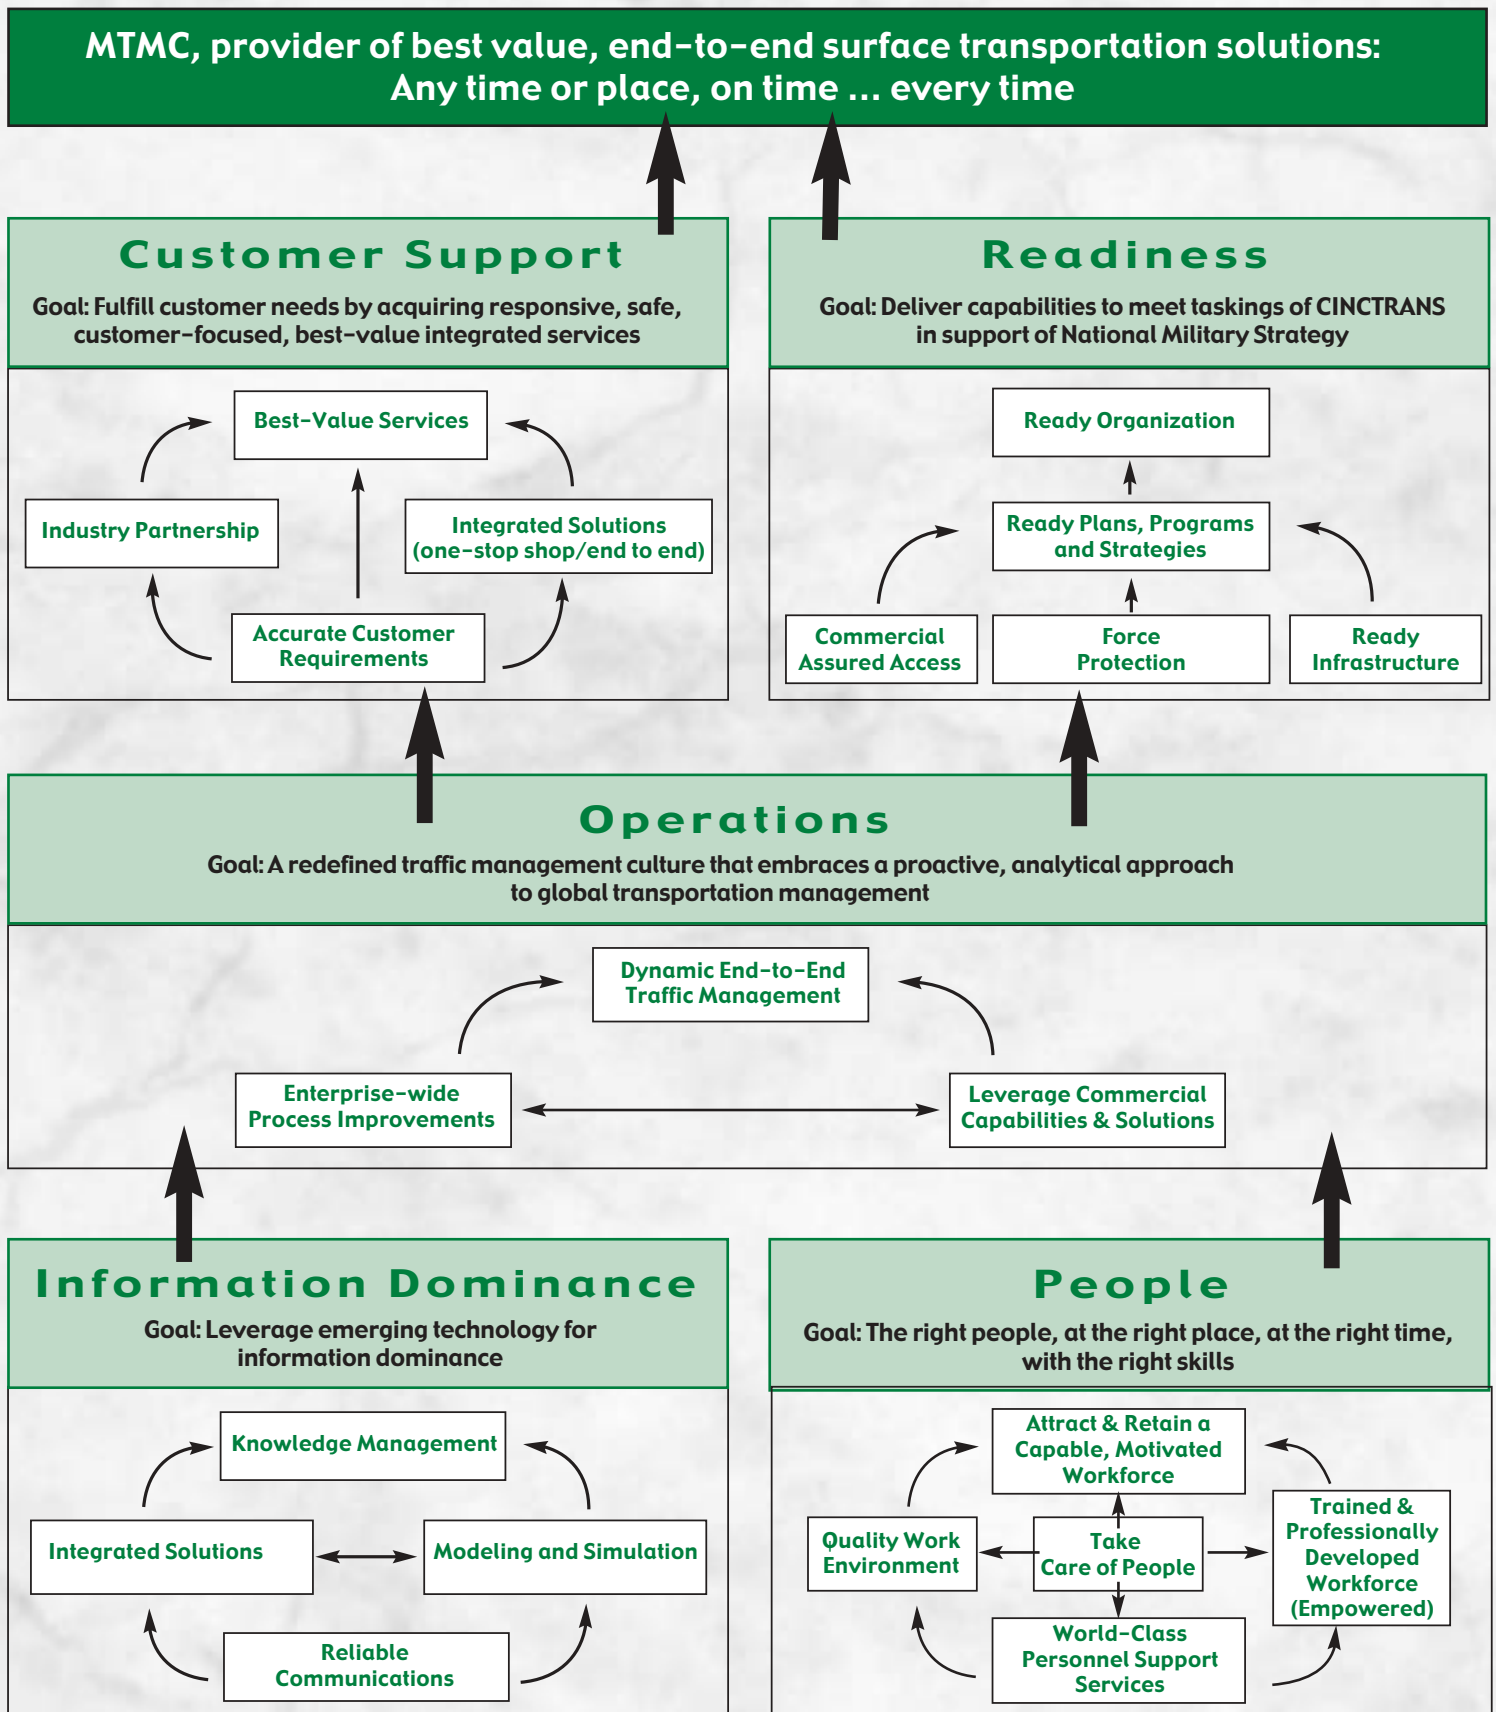 MTMC, provider of best value, end-to-end surface transportation solutions:
Any time or place, on time ... every time
Customer Support
Goal: Fulfill customer needs by acquiring responsive, safe,
customer-focused, best-value integrated services
Best-Value Services
Industry Partnership
Integrated Solutions
(one-stop shop/end to end)
Accurate Customer
Requirements
Readiness
Goal: Deliver capabilities to meet taskings of CINCTRANS
in support of National Military Strategy
Ready Organization
Ready Plans, Programs
and Strategies
Commercial
Assured Access
Force
Protection
Ready
Infrastructure
Operations
Goal: A redefined traffic management culture that embraces a proactive, analytical approach
to global transportation management
Dynamic End-to-End
Traffic Management
Enterprise-wide
Process Improvements
Leverage Commercial
Capabilities & Solutions
Information Dominance
Goal: Leverage emerging technology for
information dominance
Knowledge Management
Integrated Solutions
Modeling and Simulation
Reliable
Communications
People
Goal: The right people, at the right place, at the right time,
with the right skills
Attract & Retain a
Capable, Motivated
Workforce
Quality Work
Environment
Take
Care of People
Trained &
Professionally
Developed
Workforce
(Empowered)
World-Class
Personnel Support
Services